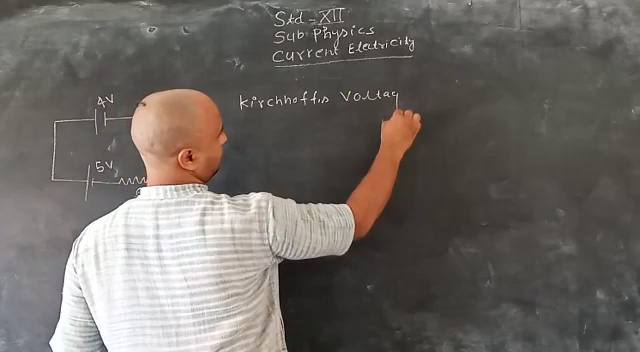 Std - XII
Sub Physics
Current Electricity
Kirchhoff's Voltag
4V
5V